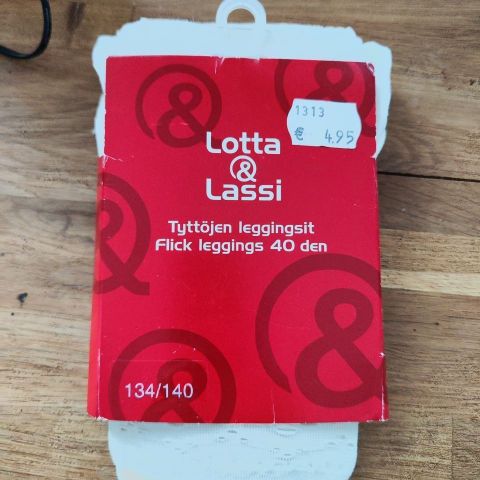 1313
€ 4.95
Lotta
&
Lassi
Tyttöjen leggingsit
Flick leggings 40 den
134/140